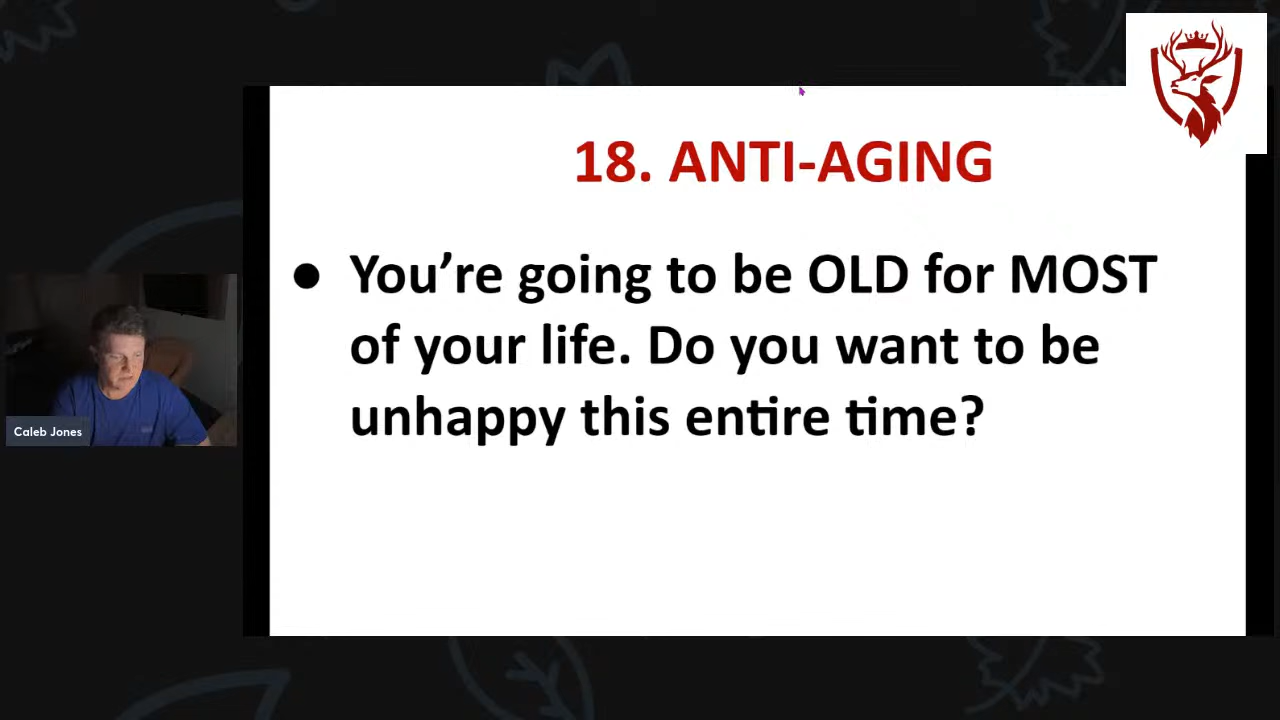 18. ANTI-AGING
● You’re going to be OLD for MOST
of your life. Do you want to be
unhappy this entire time?
Caleb Jones